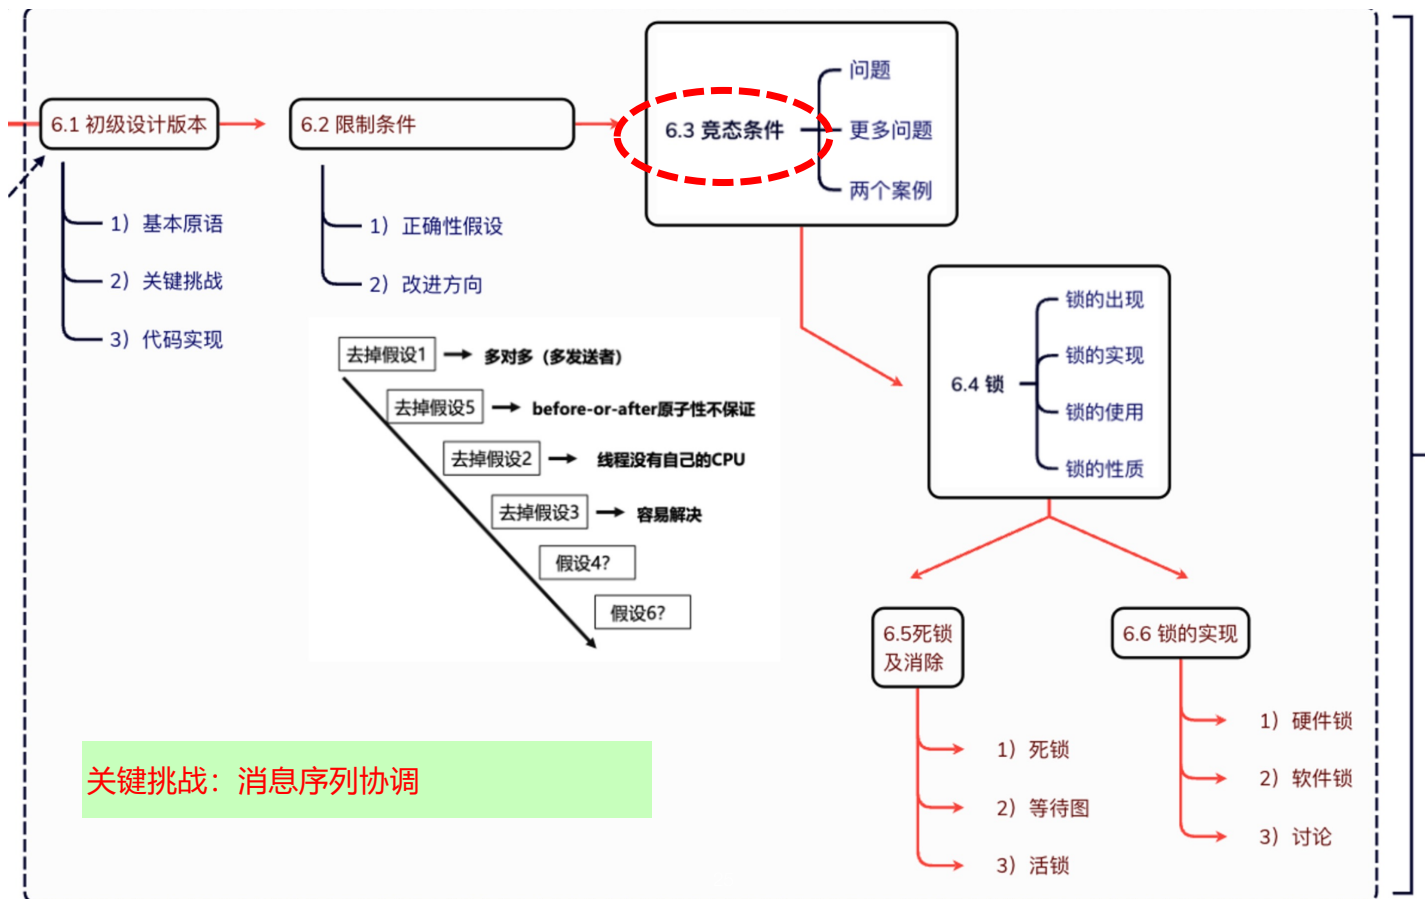 6.1 初级设计版本
1）基本原语
2）关键挑战
3）代码实现
6.2 限制条件
1）正确性假设
2）改进方向
6.3 竞态条件
问题
更多问题
两个案例
去掉假设1
多对多（多发送者）
去掉假设5
before-or-after原子性不保证
去掉假设2
线程没有自己的CPU
去掉假设3
容易解决
假设4?
假设6?
6.4 锁
锁的出现
锁的实现
锁的使用
锁的性质
6.5死锁
及消除
1）死锁
2）等待图
3）活锁
6.6 锁的实现
1）硬件锁
2）软件锁
3）讨论
关键挑战：消息序列协调